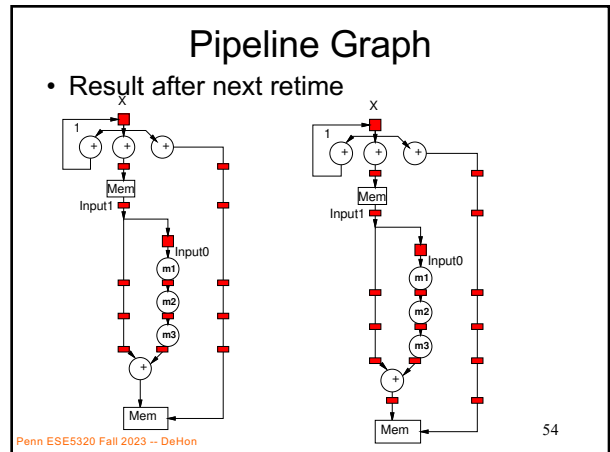 Pipeline Graph
• Result after next retime
X
1
+
+
+
Mem
Input1
Input0
m1
m2
m3
+
Mem
X
1
+
+
+
Mem
Input1
Input0
m1
m2
m3
+
Mem
Penn ESE5320 Fall 2023 -- DeHon
54